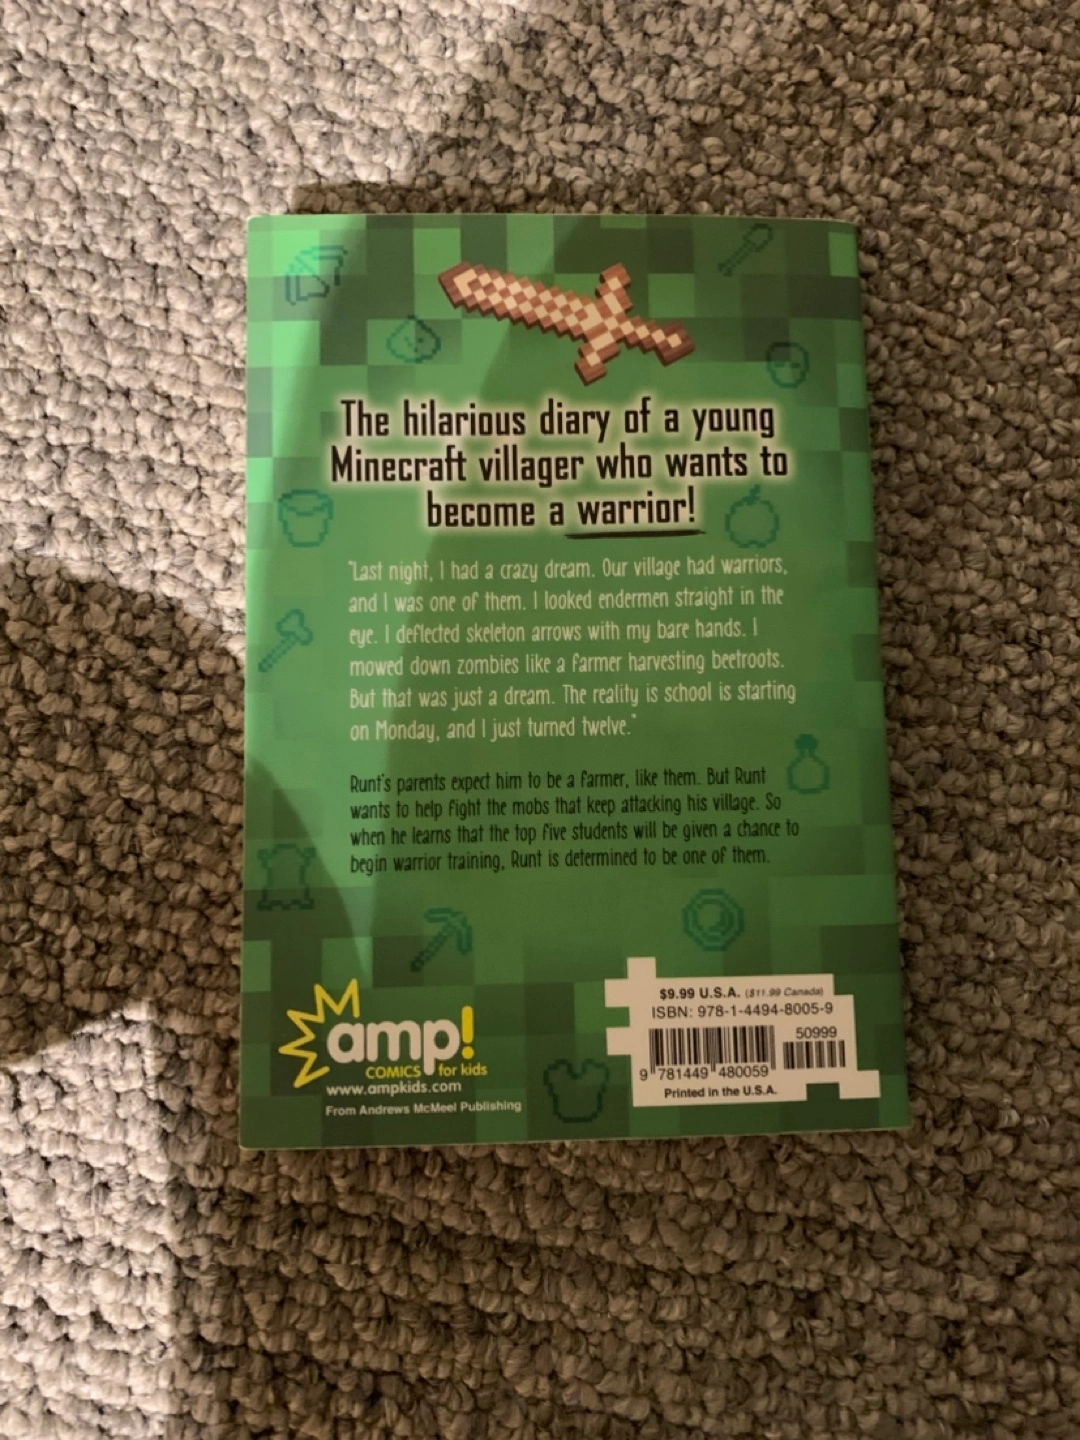 The hilarious diary of a young
Minecraft villager who wants to
become a warrior!
"Last night, I had a crazy dream. Our village had warriors,
and I was one of them. I looked endermen straight in the
eye. I deflected skeleton arrows with my bare hands. I
mowed down zombies like a farmer harvesting beetroots.
But that was just a dream. The reality is school is starting
on Monday, and I just turned twelve."
Runt's parents expect him to be a farmer, like them. But Runt
wants to help fight the mobs that keep attacking his village. So
when he learns that the top five students will be given a chance to
begin warrior training, Runt is determined to be one of them.
amp!
COMICS for kids
www.ampkids.com
From Andrews McMeel Publishing
$9.99 U.S.A. ($11.99 Canada)
ISBN: 978-1-4494-8005-9
50999
9 781449 480059
Printed in the U.S.A.